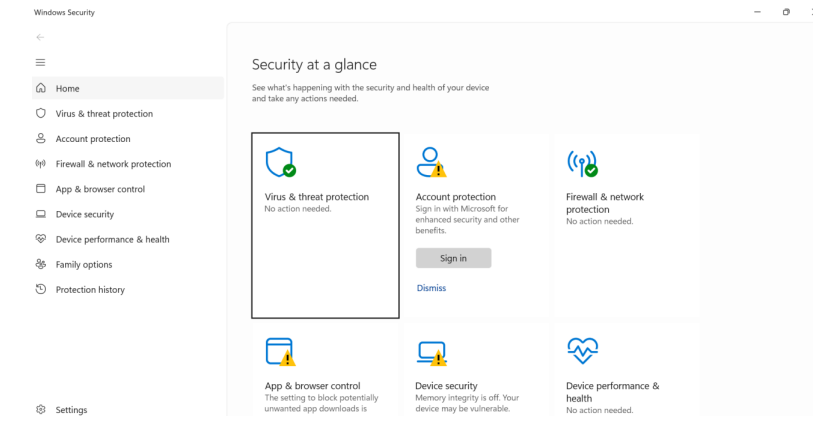 Windows Security
Home
Virus & threat protection
Account protection
Firewall & network protection
App & browser control
Device security
Device performance & health
Family options
Protection history
Settings
Security at a glance
See what's happening with the security and health of your device
and take any actions needed.
Virus & threat protection
No action needed.
Account protection
Sign in with Microsoft for
enhanced security and other
benefits.
Sign in
Dismiss
Firewall & network
protection
No action needed.
App & browser control
The setting to block potentially
unwanted app downloads is
Device security
Memory integrity is off. Your
device may be vulnerable.
Device performance &
health
No action needed.